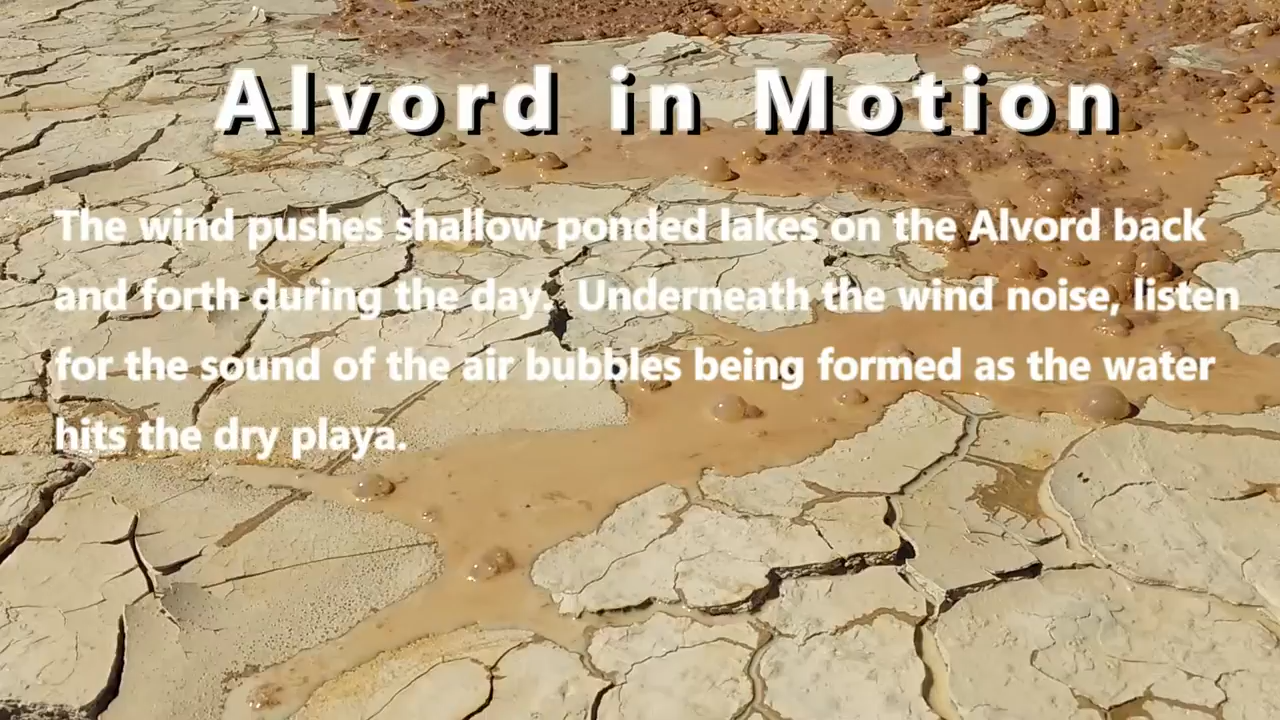 Alvord in Motion
The wind pushes shallow ponded lakes on the Alvord back
and forth during the day.  Underneath the wind noise, listen
for the sound of the air bubbles being formed as the water
hits the dry playa.